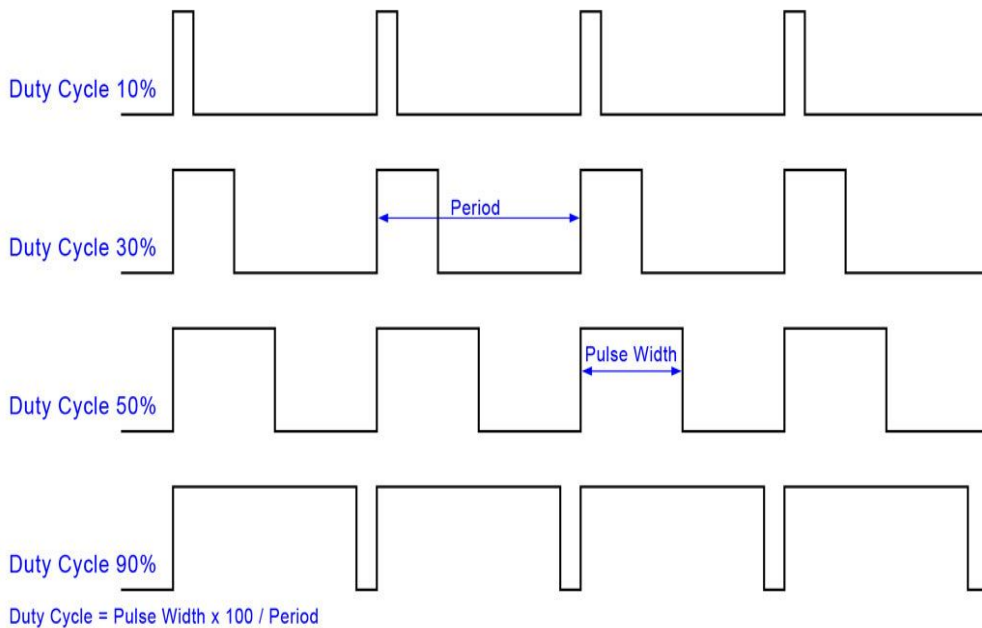 Duty Cycle 10%
Period
Duty Cycle 30%
Pulse Width
Duty Cycle 50%
Duty Cycle 90%
Duty Cycle = Pulse Width x 100 / Period